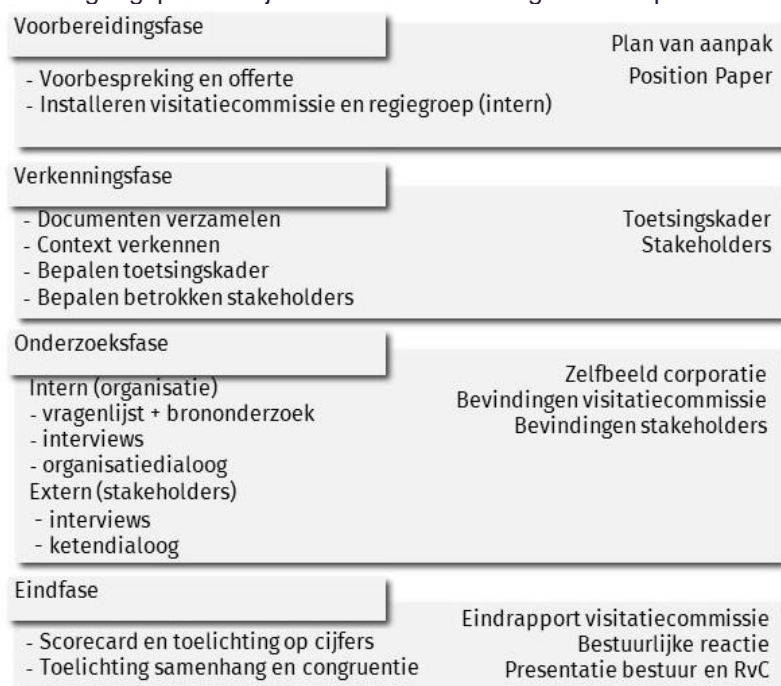 Voorbereidingsfase
Plan van aanpak
Position Paper
- Voorbespreking en offerte
- Installeren visitatiecommissie en regiegroep (intern)
Verkenningsfase
- Documenten verzamelen
- Context verkennen
- Bepalen toetsingskader
- Bepalen betrokken stakeholders
Toetsingskader
Stakeholders
Onderzoeksfase
Intern (organisatie)
- vragenlijst + brononderzoek
- interviews
- organisatiedialoog
Extern (stakeholders)
- interviews
- ketendialoog
Zelfbeeld corporatie
Bevindingen visitatiecommissie
Bevindingen stakeholders
Eindfase
- Scorecard en toelichting op cijfers
- Toelichting samenhang en congruentie
Eindrapport visitatiecommissie
Bestuurlijke reactie
Presentatie bestuur en RvC